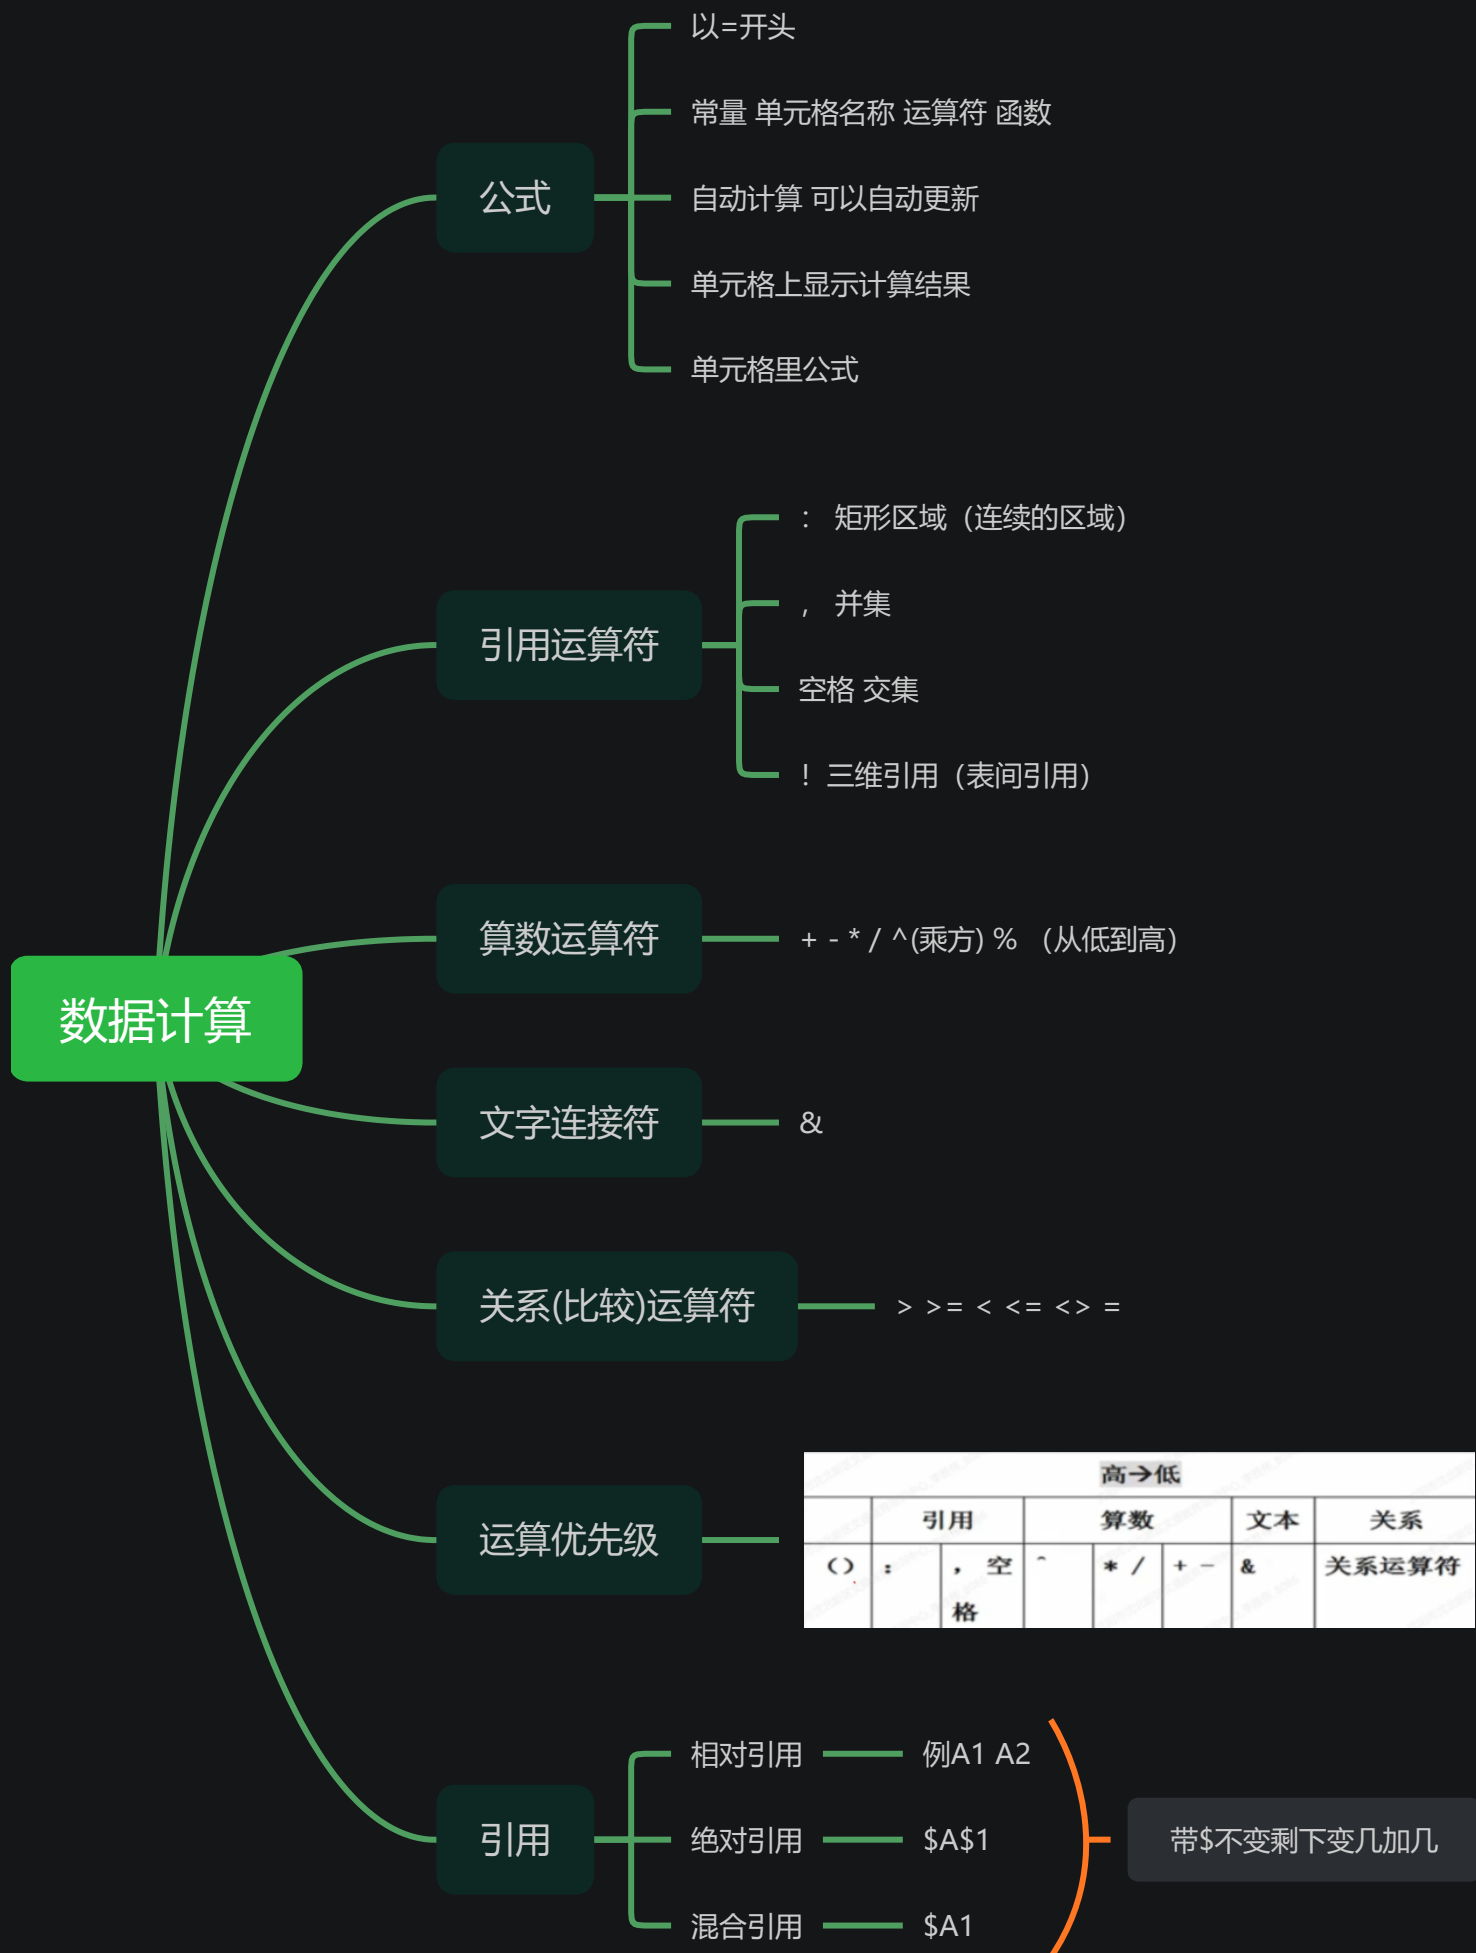 以=开头
常量 单元格名称 运算符 函数
公式
自动计算 可以自动更新
单元格上显示计算结果
单元格里公式
： 矩形区域（连续的区域）
， 并集
引用运算符
空格 交集
！三维引用（表间引用）
算数运算符
+ - * / ^(乘方) % （从低到高）
数据计算
文字连接符
&
关系(比较)运算符
> >= < <= <> =
运算优先级
高→低
引用 算数 文本 关系
() : ，空格 ^ * / + − & 关系运算符
相对引用
例A1 A2
引用
绝对引用
$A$1
带$不变剩下变几加几
混合引用
$A1